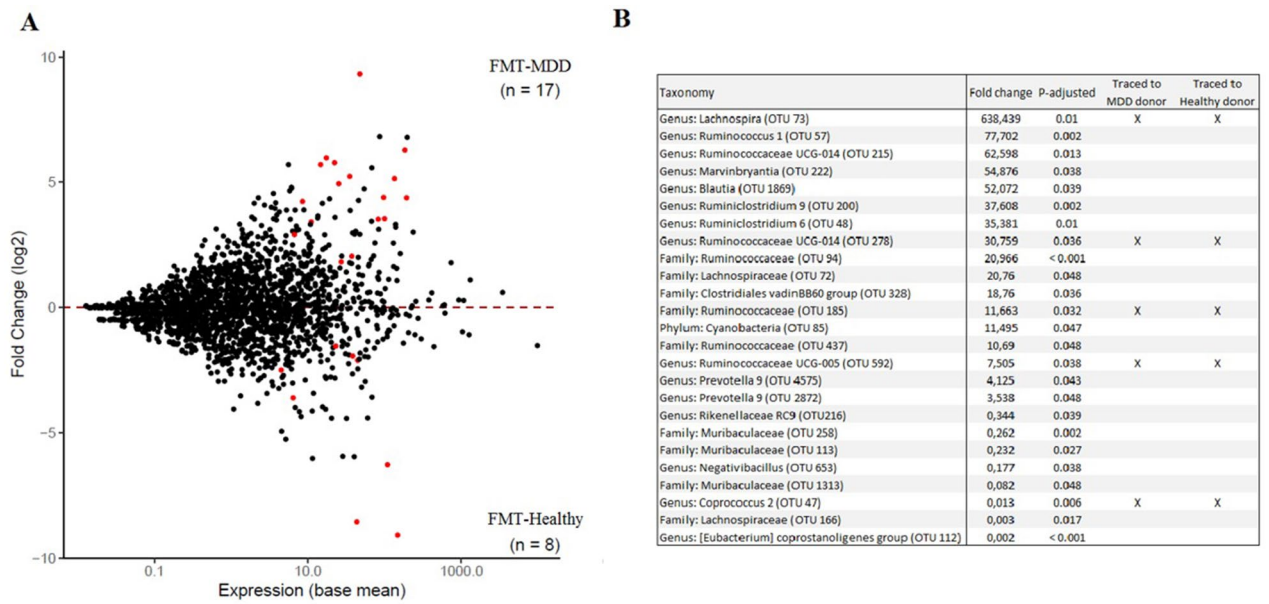 A
10
5
0
−5
−10
Fold Change (log2)
FMT-MDD
(n = 17)
FMT-Healthy
(n = 8)
0.1
10.0
1000.0
Expression (base mean)
B
Taxonomy Fold change P-adjusted Traced to MDD donor Traced to Healthy donor
Genus: Lachnospira (OTU 73) 638,439 0.01 X X
Genus: Ruminococcus 1 (OTU 57) 77,702 0.002
Genus: Ruminococcaceae UCG-014 (OTU 215) 62,598 0.013
Genus: Marvinbryantia (OTU 222) 54,876 0.038
Genus: Blautia (OTU 1869) 52,072 0.039
Genus: Ruminiclostridium 9 (OTU 200) 37,608 0.002
Genus: Ruminiclostridium 6 (OTU 48) 35,381 0.01
Genus: Ruminococcaceae UCG-014 (OTU 278) 30,759 0.036 X X
Family: Ruminococcaceae (OTU 94) 20,966 < 0.001
Family: Lachnospiraceae (OTU 72) 20,76 0.048
Family: Clostridiales vadinBB60 group (OTU 328) 18,76 0.036
Family: Ruminococcaceae (OTU 185) 11,663 0.032 X X
Phylum: Cyanobacteria (OTU 85) 11,495 0.047
Family: Ruminococcaceae (OTU 437) 10,69 0.048
Genus: Ruminococcaceae UCG-005 (OTU 592) 7,505 0.038 X X
Genus: Prevotella 9 (OTU 4575) 4,125 0.043
Genus: Prevotella 9 (OTU 2872) 3,538 0.048
Genus: Rikenellaceae RC9 (OTU216) 0,344 0.039
Family: Muribaculaceae (OTU 258) 0,262 0.002
Family: Muribaculaceae (OTU 113) 0,232 0.027
Genus: Negativibacillus (OTU 653) 0,177 0.038
Family: Muribaculaceae (OTU 1313) 0,082 0.048
Genus: Coprococcus 2 (OTU 47) 0,013 0.006 X X
Family: Lachnospiraceae (OTU 166) 0,003 0.017
Genus: [Eubacterium] coprostanoligenes group (OTU 112) 0,002 < 0.001